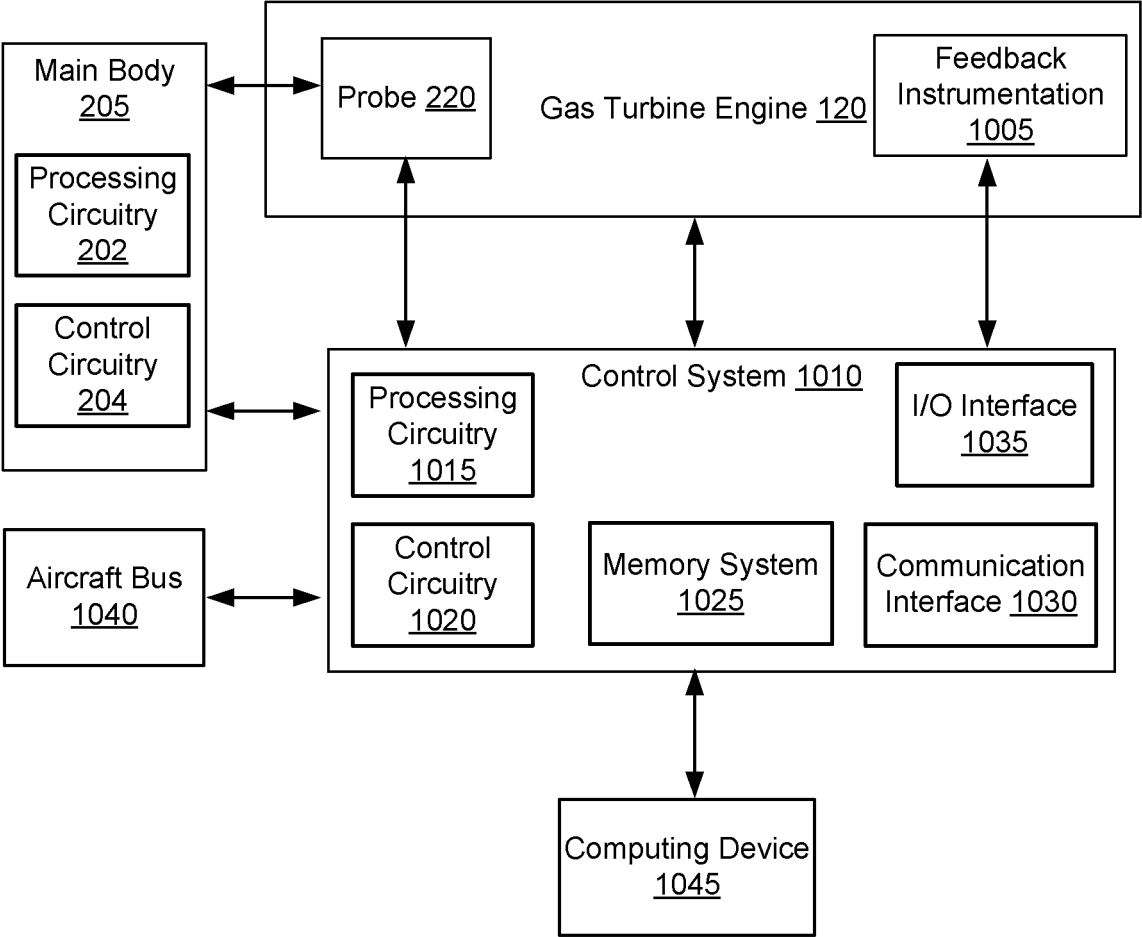 Main Body
205
Processing
Circuitry
202
Control
Circuitry
204
Probe 220
Gas Turbine Engine 120
Feedback
Instrumentation
1005
Control System 1010
Processing
Circuitry
1015
I/O Interface
1035
Control
Circuitry
1020
Memory System
1025
Communication
Interface 1030
Aircraft Bus
1040
Computing Device
1045